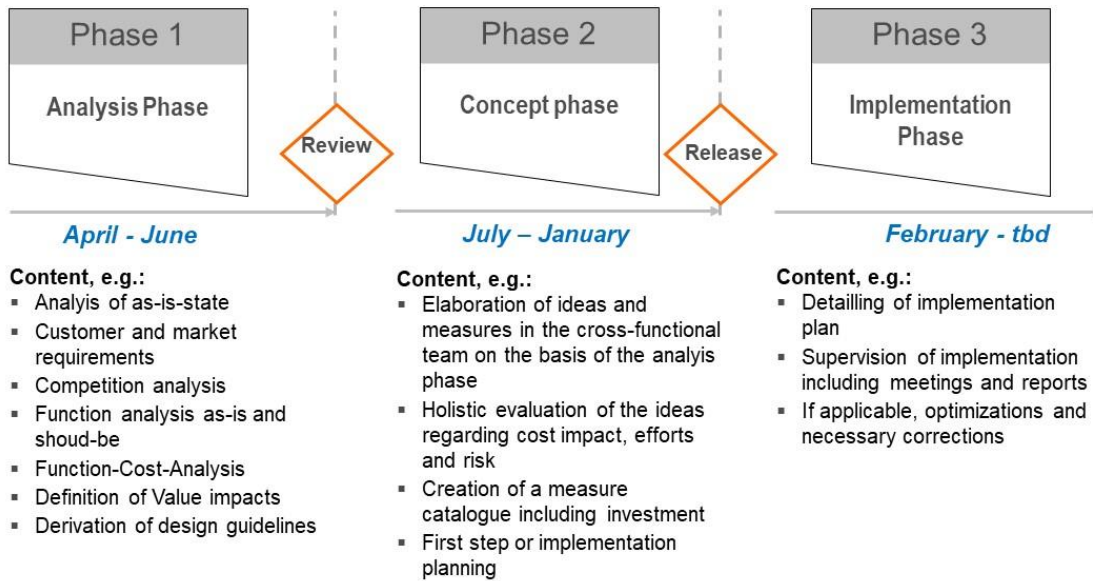 Phase 1
Analysis Phase
Review
April - June
Content, e.g.:
▪ Analyis of as-is-state
▪ Customer and market
requirements
▪ Competition analysis
▪ Function analysis as-is and
shoud-be
▪ Function-Cost-Analysis
▪ Definition of Value impacts
▪ Derivation of design guidelines
Phase 2
Concept phase
Release
July – January
Content, e.g.:
▪ Elaboration of ideas and
measures in the cross-functional
team on the basis of the analyis
phase
▪ Holistic evaluation of the ideas
regarding cost impact, efforts
and risk
▪ Creation of a measure
catalogue including investment
▪ First step or implementation
planning
Phase 3
Implementation
Phase
February - tbd
Content, e.g.:
▪ Detailling of implementation
plan
▪ Supervision of implementation
including meetings and reports
▪ If applicable, optimizations and
necessary corrections